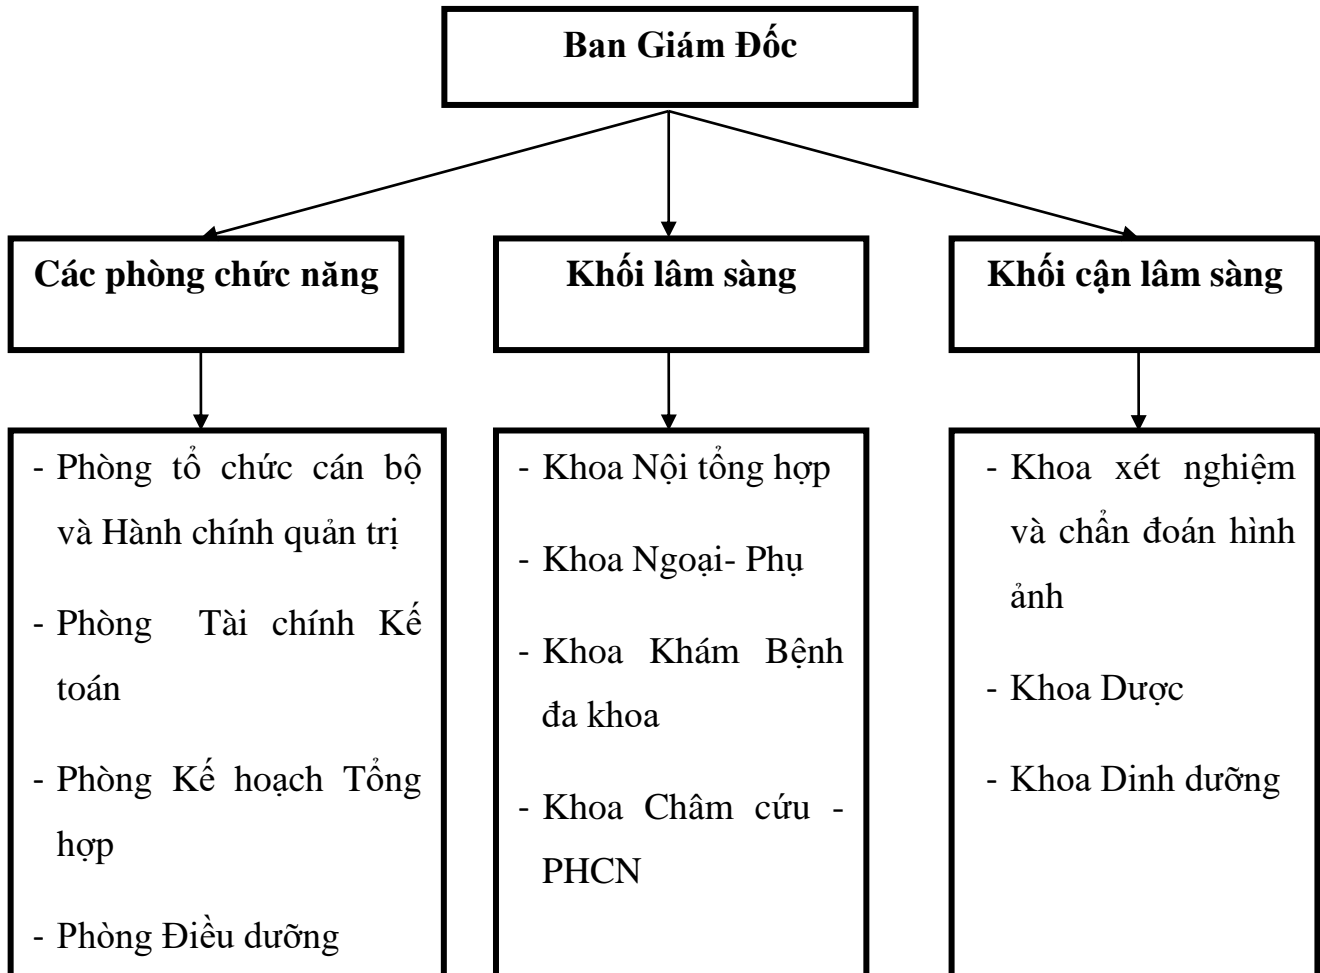 Ban Giám Đốc
Các phòng chức năng
Khối lâm sàng
Khối cận lâm sàng
- Phòng tổ chức cán bộ
và Hành chính quản trị
- Phòng Tài chính Kế
toán
- Phòng Kế hoạch Tổng
hợp
- Phòng Điều dưỡng
- Khoa Nội tổng hợp
- Khoa Ngoại- Phụ
- Khoa Khám Bệnh
đa khoa
- Khoa Châm cứu -
PHCN
- Khoa xét nghiệm
và chẩn đoán hình
ảnh
- Khoa Dược
- Khoa Dinh dưỡng